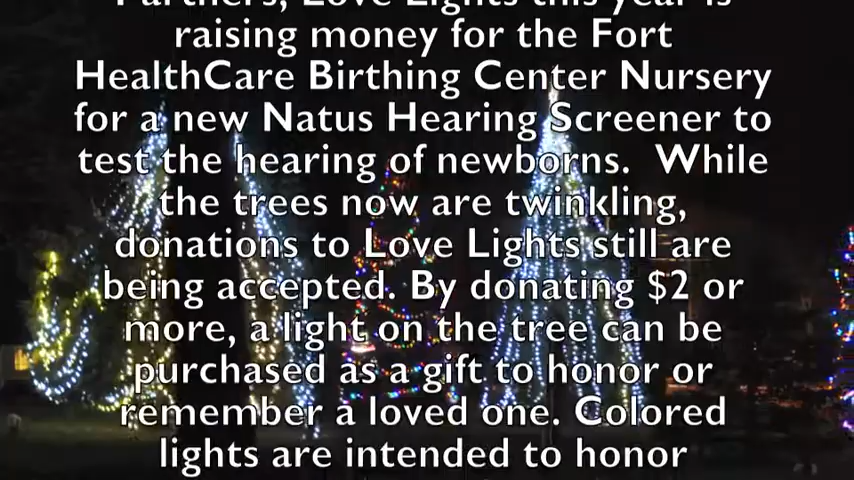 Partners, Love Lights this year is
raising money for the Fort
HealthCare Birthing Center Nursery
for a new Natus Hearing Screener to
test the hearing of newborns. While
the trees now are twinkling,
donations to Love Lights still are
being accepted. By donating $2 or
more, a light on the tree can be
purchased as a gift to honor or
remember a loved one. Colored
lights are intended to honor